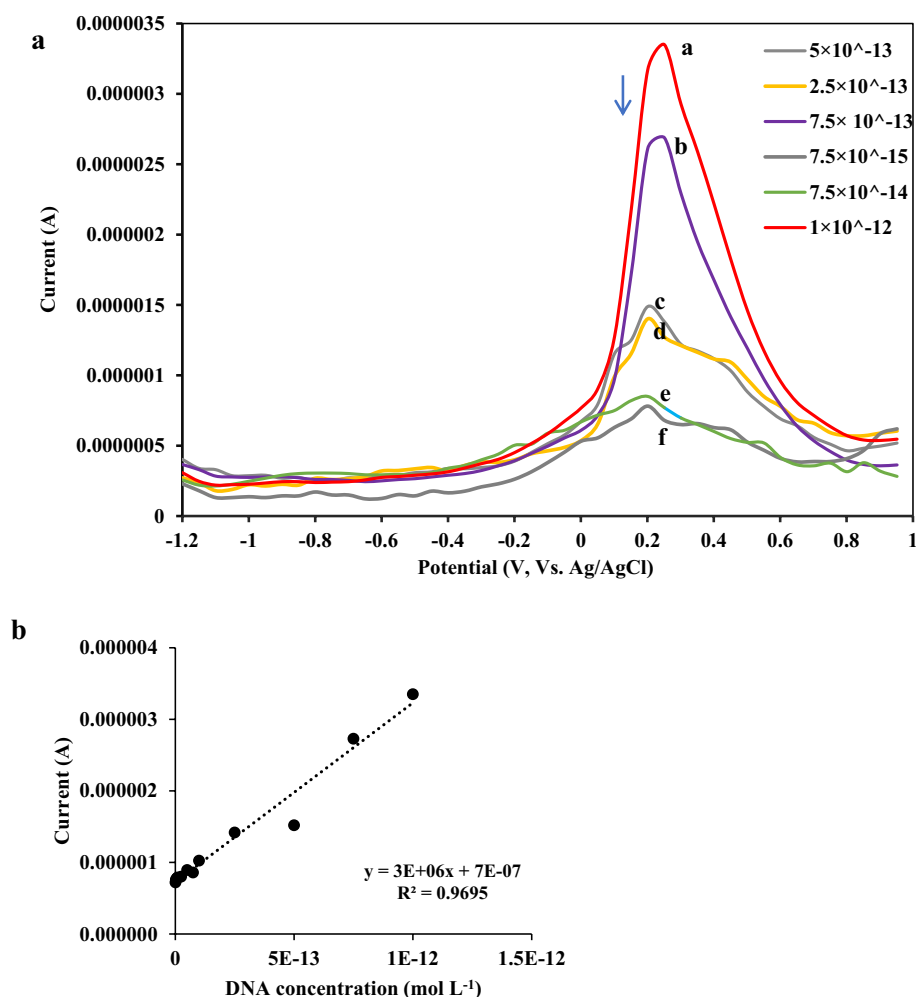 a
0.0000035
0.000003
0.0000025
0.000002
0.0000015
0.000001
0.0000005
0
Current (A)
-1.2 -1 -0.8 -0.6 -0.4 -0.2 0 0.2 0.4 0.6 0.8 1
Potential (V, Vs. Ag/AgCl)
a
b
c
d
e
f
5×10^-13
2.5×10^-13
7.5× 10^-13
7.5×10^-15
7.5×10^-14
1×10^-12
b
0.000004
0.000003
0.000002
0.000001
0.000000
Current (A)
y = 3E+06x + 7E-07
R² = 0.9695
0 5E-13 1E-12 1.5E-12
DNA concentration (mol L⁻¹)